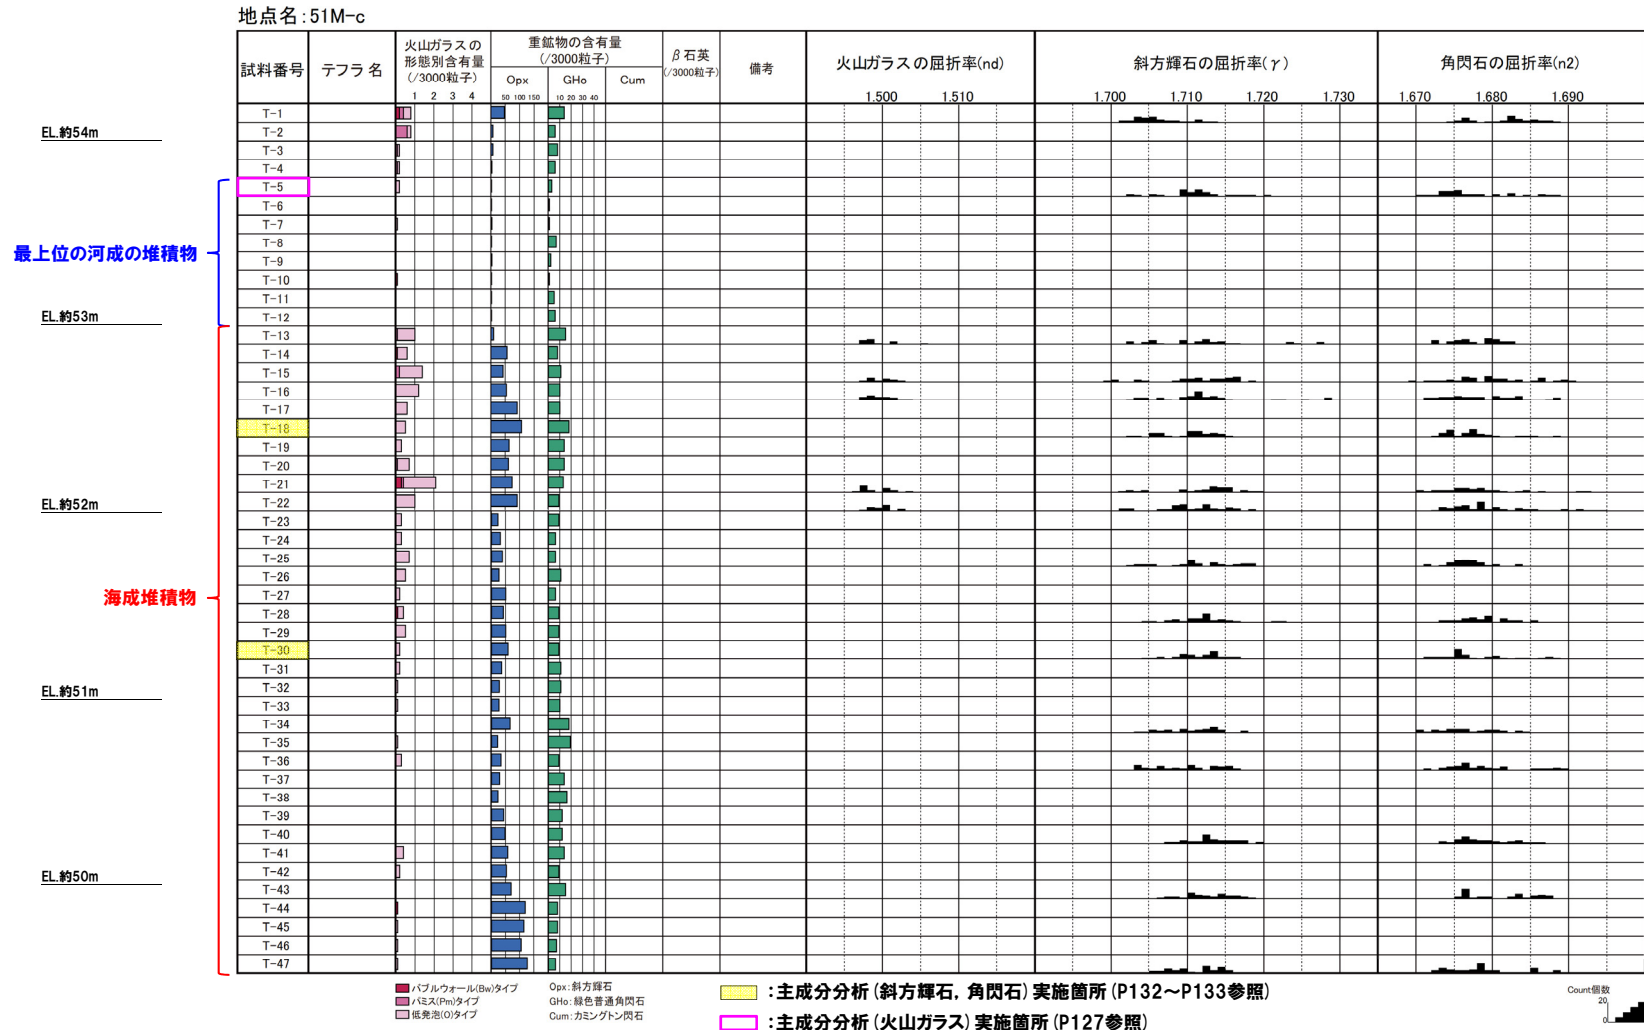 地点名:51M-c
試料番号
テフラ名
火山ガラスの
形態別含有量
(/3000粒子)
1 2 3 4
重鉱物の含有量
(/3000粒子)
Opx
GHo
Cum
50 100 150
10 20 30 40
β石英
(/3000粒子)
備考
火山ガラスの屈折率(nd)
1.500 1.510
斜方輝石の屈折率(γ)
1.700 1.710 1.720 1.730
角閃石の屈折率(n2)
1.670 1.680 1.690
T-1
EL.約54m
T-2
T-3
T-4
T-5
T-6
T-7
最上位の河成の堆積物
T-8
T-9
T-10
T-11
EL.約53m
T-12
T-13
T-14
T-15
T-16
T-17
T-18
T-19
T-20
T-21
EL.約52m
T-22
T-23
T-24
T-25
T-26
T-27
海成堆積物
T-28
T-29
T-30
T-31
EL.約51m
T-32
T-33
T-34
T-35
T-36
T-37
T-38
T-39
T-40
T-41
EL.約50m
T-42
T-43
T-44
T-45
T-46
T-47
バブルウォール(Bw)タイプ
パミス(Pm)タイプ
低発泡(O)タイプ
Opx:斜方輝石
GHo:緑色普通角閃石
Cum:カミングトン閃石
:主成分分析(斜方輝石,角閃石)実施箇所(P132~P133参照)
:主成分分析(火山ガラス)実施箇所(P127参照)
Count個数
20
0